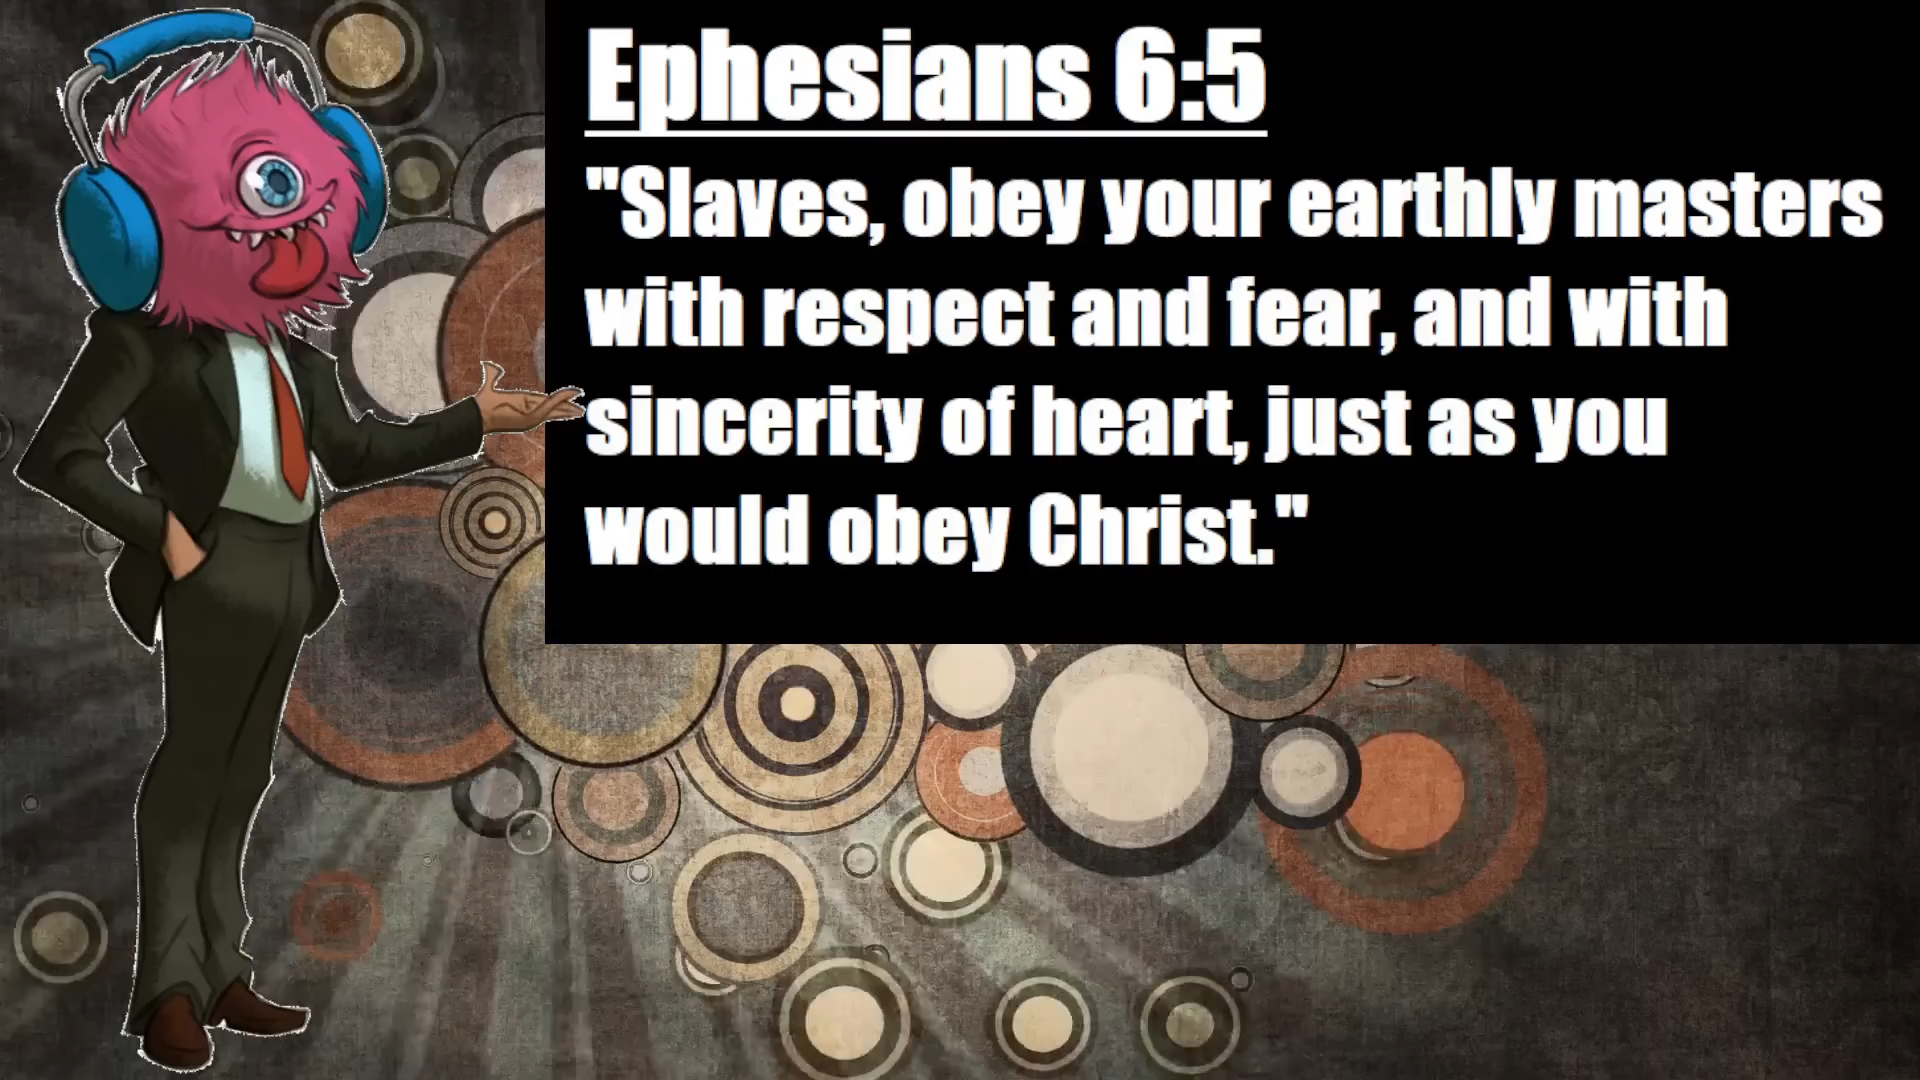 Ephesians 6:5
"Slaves, obey your earthly masters
with respect and fear, and with
sincerity of heart, just as you
would obey Christ."